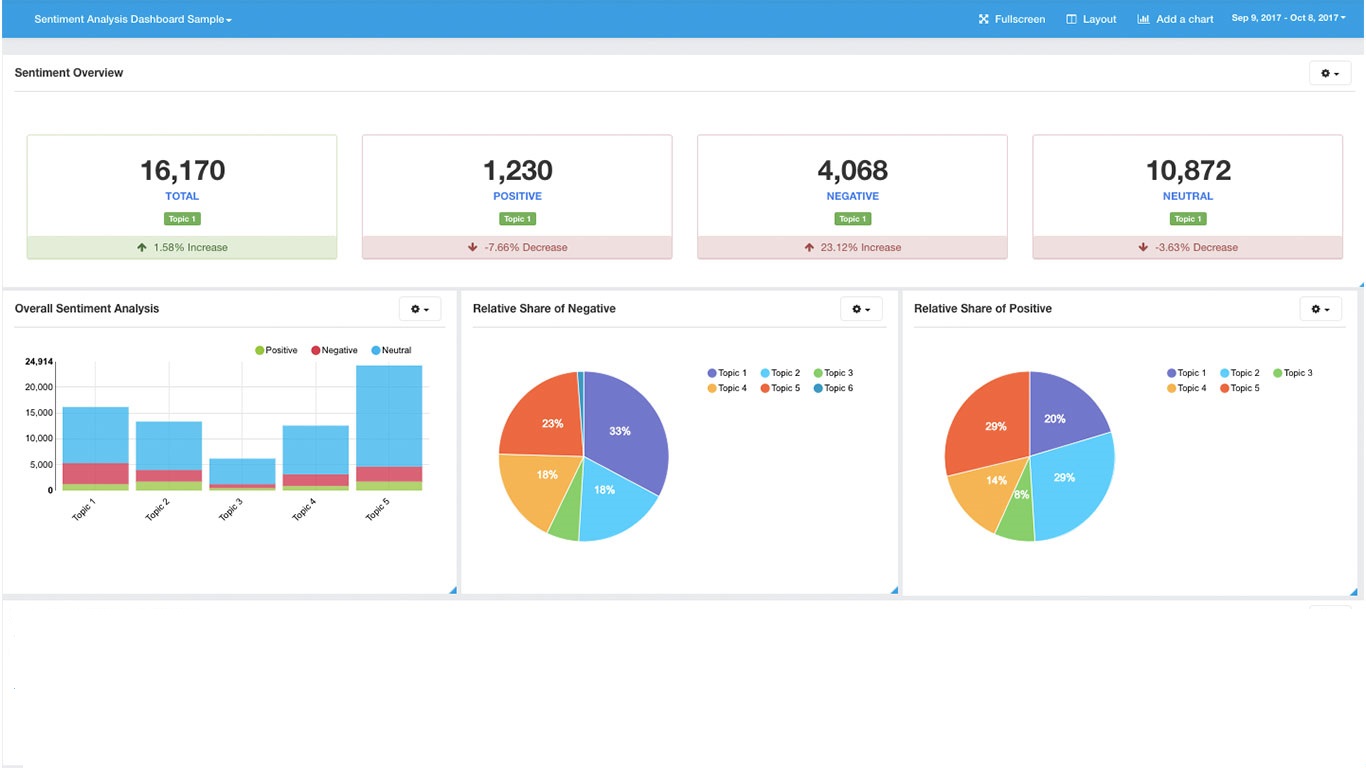 Sentiment Analysis Dashboard Sample
Fullscreen
Layout
Add a chart
Sep 9, 2017 - Oct 8, 2017
Sentiment Overview
16,170
TOTAL
Topic 1
1.58% Increase
1,230
POSITIVE
Topic 1
-7.66% Decrease
4,068
NEGATIVE
Topic 1
23.12% Increase
10,872
NEUTRAL
Topic 1
-3.63% Decrease
Overall Sentiment Analysis
Positive Negative Neutral
24,914
20,000
15,000
10,000
5,000
0
Topic 1
Topic 2
Topic 3
Topic 4
Topic 5
Relative Share of Negative
Topic 1 Topic 2 Topic 3
Topic 4 Topic 5 Topic 6
23%
33%
18%
18%
Relative Share of Positive
Topic 1 Topic 2 Topic 3
Topic 4 Topic 5
20%
29%
29%
14%
8%